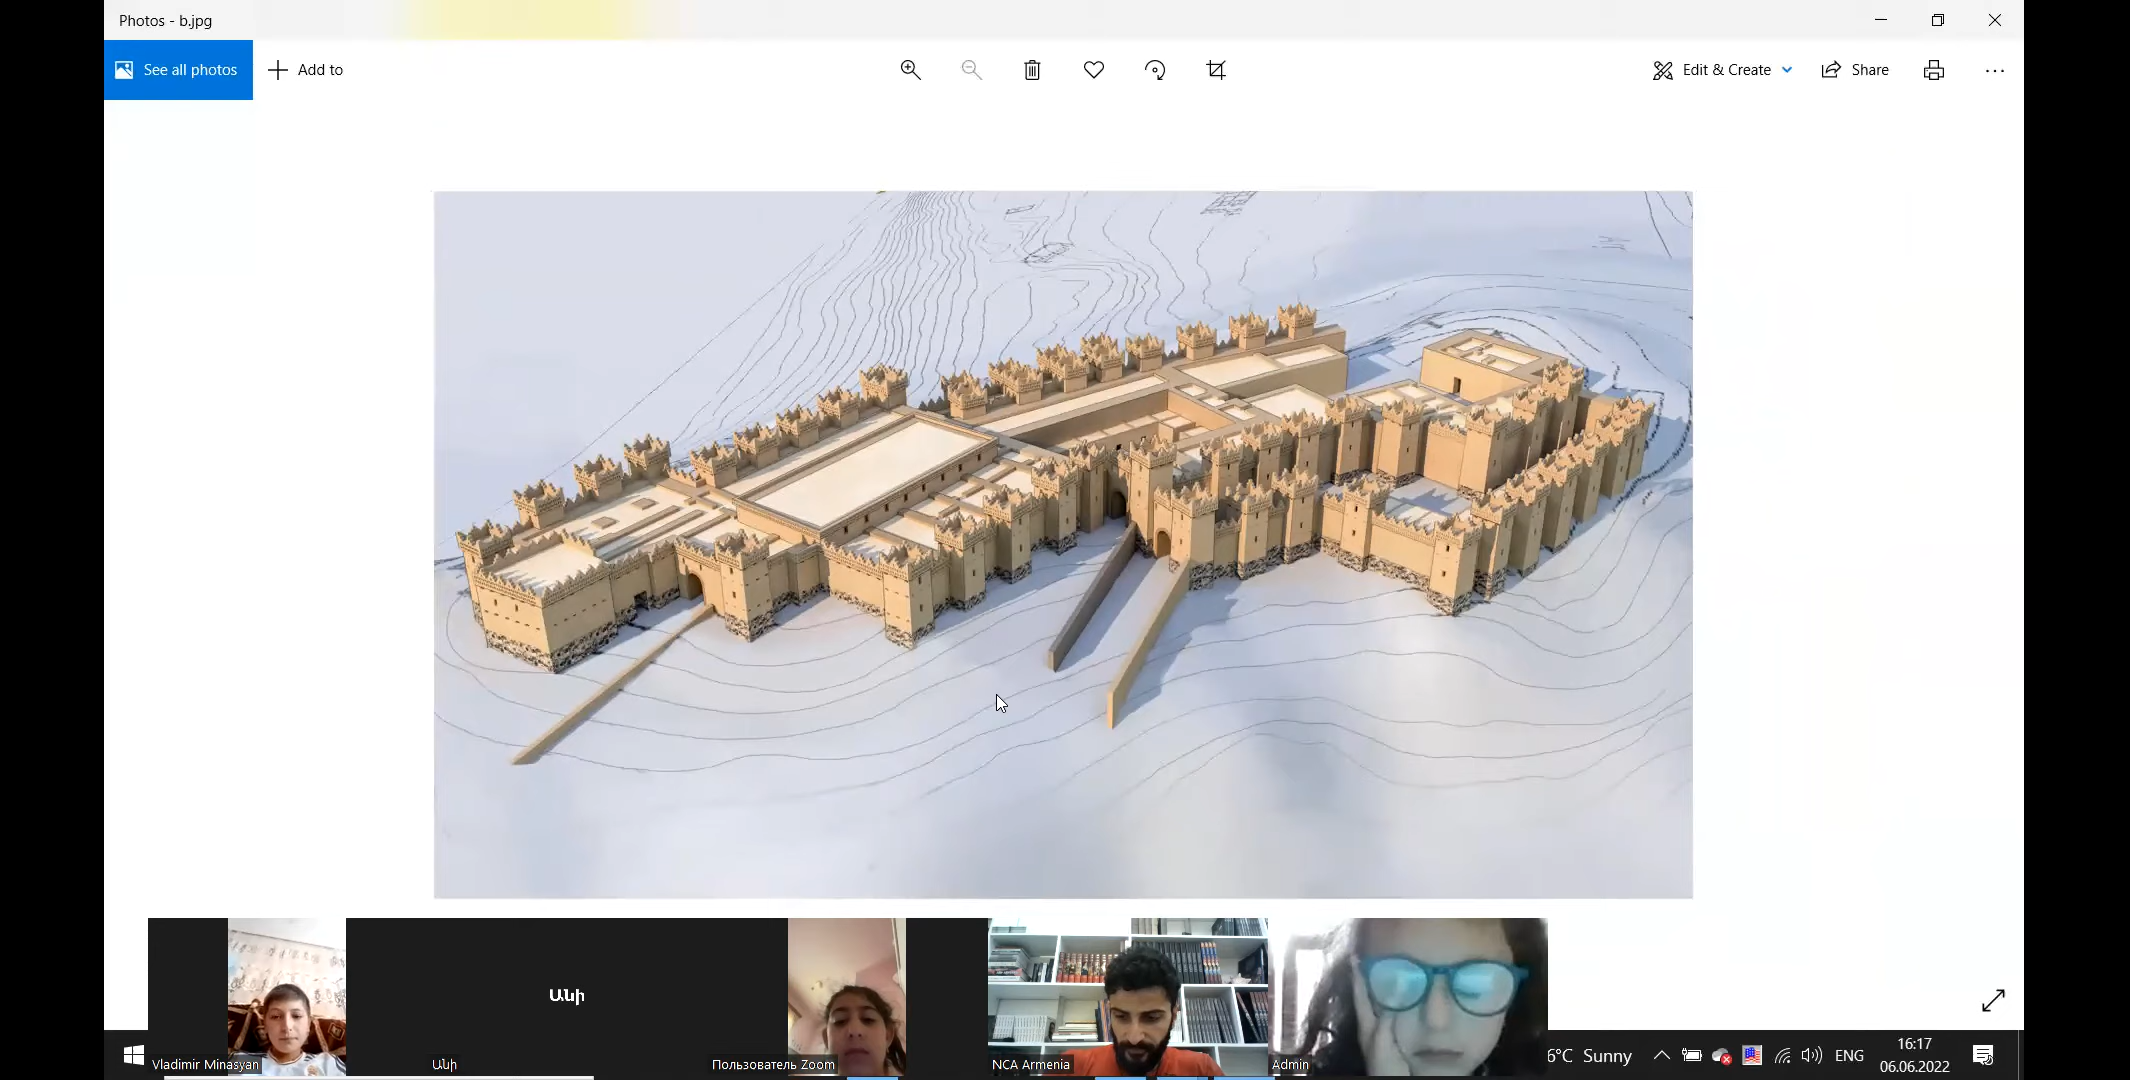 Photos - b.jpg
See all photos
Add to
Edit & Create
Share
Անի
Vladimir Minasyan
Անի
Пользователь Zoom
NCA Armenia
Admin
6°C Sunny
ENG
16:17
06.06.2022